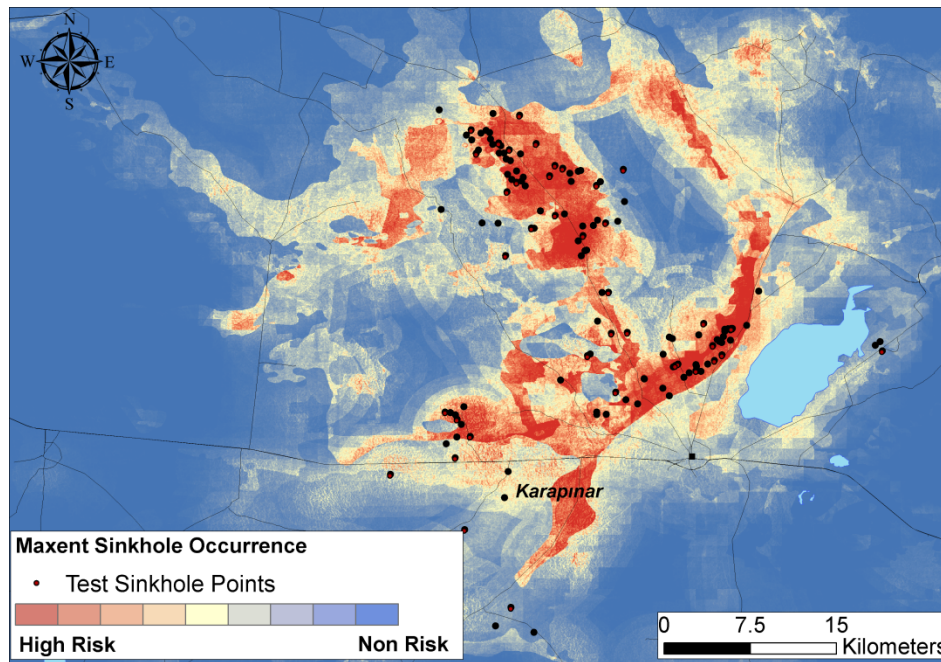 N
W E
S
Karapınar
Maxent Sinkhole Occurrence
Test Sinkhole Points
High Risk Non Risk
0 7.5 15
Kilometers